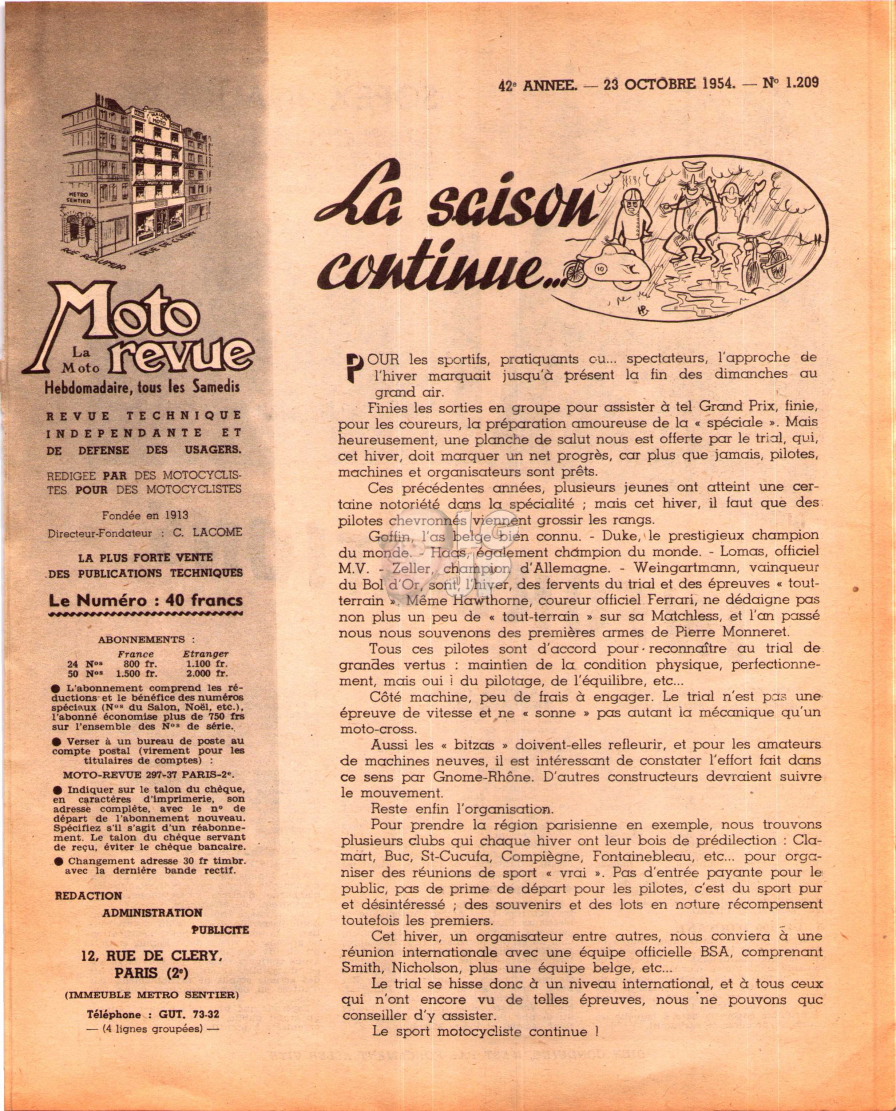 42e ANNEE. — 23 OCTOBRE 1954. — No 1.209
La saison
continue...
10
METRO
SENTIER
RUE REAUMUR
RUE DE CLERY
Moto
revue
La
Moto
Hebdomadaire, tous les Samedis
REVUE TECHNIQUE
INDEPENDANTE ET
DE DEFENSE DES USAGERS.
REDIGEE PAR DES MOTOCYCLIS-
TES POUR DES MOTOCYCLISTES
Fondée en 1913
Directeur-Fondateur : C. LACOME
LA PLUS FORTE VENTE
DES PUBLICATIONS TECHNIQUES
Le Numéro : 40 francs
ABONNEMENTS :
France Etranger
24 Nos 800 fr. 1.100 fr.
50 Nos 1.500 fr. 2.000 fr.
● L'abonnement comprend les ré-
ductions et le bénéfice des numéros
spéciaux (Nos du Salon, Noël, etc.),
l'abonné économise plus de 750 frs
sur l'ensemble des Nos de série.
● Verser à un bureau de poste au
compte postal (virement pour les
titulaires de comptes) :
MOTO-REVUE 297-37 PARIS-2e.
● Indiquer sur le talon du chèque,
en caractères d'imprimerie, son
adresse complète, avec le no de
départ de l'abonnement nouveau.
Spécifiez s'il s'agit d'un réabonne-
ment. Le talon du chèque servant
de reçu, éviter le chèque bancaire.
● Changement adresse 30 fr timbr.
avec la dernière bande rectif.
REDACTION
ADMINISTRATION
PUBLICITE
12, RUE DE CLERY,
PARIS (2e)
(IMMEUBLE METRO SENTIER)
Téléphone : GUT. 73-32
— (4 lignes groupées) —
POUR les sportifs, pratiquants ou... spectateurs, l'approche de
l'hiver marquait jusqu'à présent la fin des dimanches au
grand air.
Finies les sorties en groupe pour assister à tel Grand Prix, finie,
pour les coureurs, la préparation amoureuse de la « spéciale ». Mais
heureusement, une planche de salut nous est offerte par le trial, qui,
cet hiver, doit marquer un net progrès, car plus que jamais, pilotes,
machines et organisateurs sont prêts.
Ces précédentes années, plusieurs jeunes ont atteint une cer-
taine notoriété dans la spécialité ; mais cet hiver, il faut que des
pilotes chevronnés viennent grossir les rangs.
Goffin, l'as belge bien connu. - Duke, le prestigieux champion
du monde. - Haas, également champion du monde. - Lomas, officiel
M.V. - Zeller, champion d'Allemagne. - Weingartmann, vainqueur
du Bol d'Or, sont, l'hiver, des fervents du trial et des épreuves « tout-
terrain ». Même Hawthorne, coureur officiel Ferrari, ne dédaigne pas
non plus un peu de « tout-terrain » sur sa Matchless, et l'an passé
nous nous souvenons des premières armes de Pierre Monneret.
Tous ces pilotes sont d'accord pour reconnaître au trial de
grandes vertus : maintien de la condition physique, perfectionne-
ment, mais oui ! du pilotage, de l'équilibre, etc...
Côté machine, peu de frais à engager. Le trial n'est pas une
épreuve de vitesse et ne « sonne » pas autant la mécanique qu'un
moto-cross.
Aussi les « bitzas » doivent-elles refleurir, et pour les amateurs
de machines neuves, il est intéressant de constater l'effort fait dans
ce sens par Gnome-Rhône. D'autres constructeurs devraient suivre
le mouvement.
Reste enfin l'organisation.
Pour prendre la région parisienne en exemple, nous trouvons
plusieurs clubs qui chaque hiver ont leur bois de prédilection : Cla-
mart, Buc, St-Cucufa, Compiègne, Fontainebleau, etc... pour orga-
niser des réunions de sport « vrai ». Pas d'entrée payante pour le
public, pas de prime de départ pour les pilotes, c'est du sport pur
et désintéressé ; des souvenirs et des lots en nature récompensent
toutefois les premiers.
Cet hiver, un organisateur entre autres, nous conviera à une
réunion internationale avec une équipe officielle BSA, comprenant
Smith, Nicholson, plus une équipe belge, etc...
Le trial se hisse donc à un niveau international, et à tous ceux
qui n'ont encore vu de telles épreuves, nous ne pouvons que
conseiller d'y assister.
Le sport motocycliste continue !